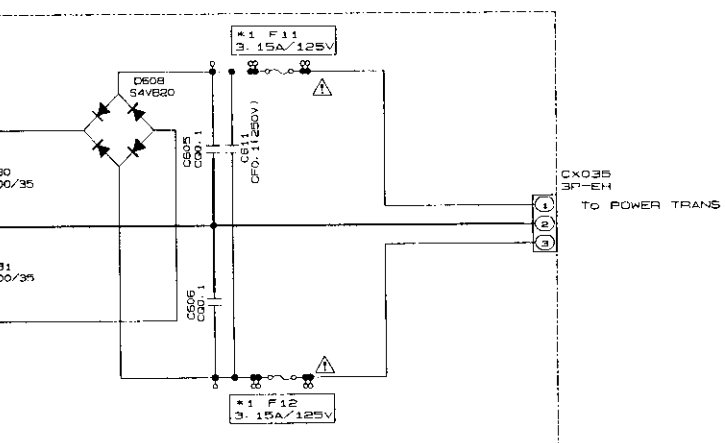 *1 F11
3.15A/125V
D608
S4VB20
C605
CQ0.1
C611
CF0.1(250V)
00/35
CX035
3P-EH
1
To POWER TRANS
2
3
00/35
C606
CQ0.1
*1 F12
3.15A/125V